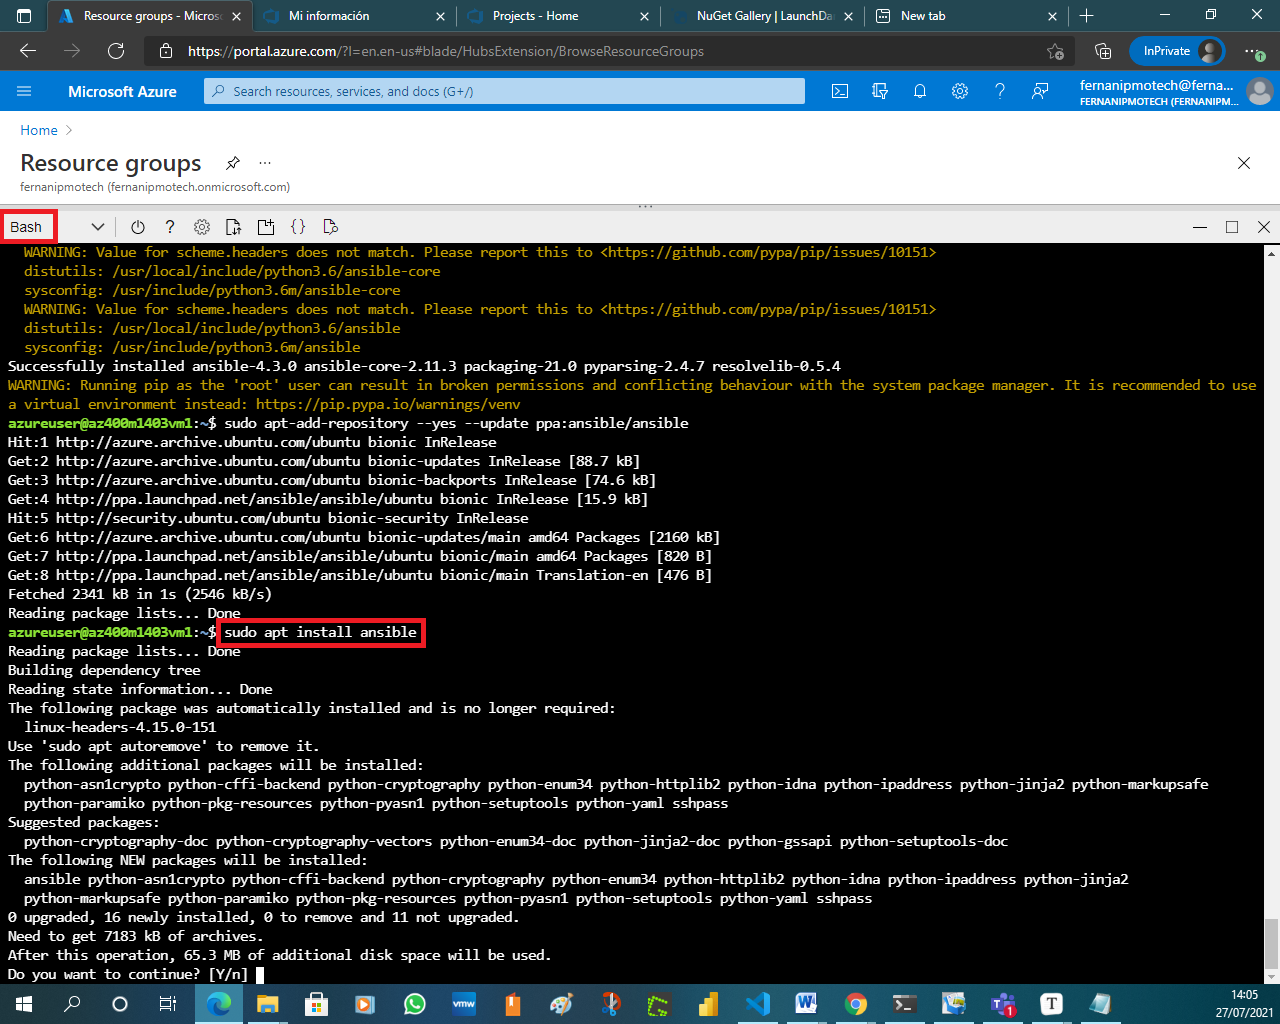 Resource groups - Microso
Mi información
Projects - Home
NuGet Gallery | LaunchDa
New tab
https://portal.azure.com/?l=en.en-us#blade/HubsExtension/BrowseResourceGroups
InPrivate
Microsoft Azure
Search resources, services, and docs (G+/)
fernanipmotech@ferna...
FERNANIPMOTECH (FERNANIPM...
Home
Resource groups
fernanipmotech (fernanipmotech.onmicrosoft.com)
Bash
WARNING: Value for scheme.headers does not match. Please report this to <https://github.com/pypa/pip/issues/10151>
distutils: /usr/local/include/python3.6/ansible-core
sysconfig: /usr/include/python3.6m/ansible-core
WARNING: Value for scheme.headers does not match. Please report this to <https://github.com/pypa/pip/issues/10151>
distutils: /usr/local/include/python3.6/ansible
sysconfig: /usr/include/python3.6m/ansible
Successfully installed ansible-4.3.0 ansible-core-2.11.3 packaging-21.0 pyparsing-2.4.7 resolvelib-0.5.4
WARNING: Running pip as the 'root' user can result in broken permissions and conflicting behaviour with the system package manager. It is recommended to use
a virtual environment instead: https://pip.pypa.io/warnings/venv
azureuser@az400m1403vm1:~$ sudo apt-add-repository --yes --update ppa:ansible/ansible
Hit:1 http://azure.archive.ubuntu.com/ubuntu bionic InRelease
Get:2 http://azure.archive.ubuntu.com/ubuntu bionic-updates InRelease [88.7 kB]
Get:3 http://azure.archive.ubuntu.com/ubuntu bionic-backports InRelease [74.6 kB]
Get:4 http://ppa.launchpad.net/ansible/ansible/ubuntu bionic InRelease [15.9 kB]
Hit:5 http://security.ubuntu.com/ubuntu bionic-security InRelease
Get:6 http://azure.archive.ubuntu.com/ubuntu bionic-updates/main amd64 Packages [2160 kB]
Get:7 http://ppa.launchpad.net/ansible/ansible/ubuntu bionic/main amd64 Packages [820 B]
Get:8 http://ppa.launchpad.net/ansible/ansible/ubuntu bionic/main Translation-en [476 B]
Fetched 2341 kB in 1s (2546 kB/s)
Reading package lists... Done
azureuser@az400m1403vm1:~$ sudo apt install ansible
Reading package lists... Done
Building dependency tree
Reading state information... Done
The following package was automatically installed and is no longer required:
linux-headers-4.15.0-151
Use 'sudo apt autoremove' to remove it.
The following additional packages will be installed:
python-asn1crypto python-cffi-backend python-cryptography python-enum34 python-httplib2 python-idna python-ipaddress python-jinja2 python-markupsafe
python-paramiko python-pkg-resources python-pyasn1 python-setuptools python-yaml sshpass
Suggested packages:
python-cryptography-doc python-cryptography-vectors python-enum34-doc python-jinja2-doc python-gssapi python-setuptools-doc
The following NEW packages will be installed:
ansible python-asn1crypto python-cffi-backend python-cryptography python-enum34 python-httplib2 python-idna python-ipaddress python-jinja2
python-markupsafe python-paramiko python-pkg-resources python-pyasn1 python-setuptools python-yaml sshpass
0 upgraded, 16 newly installed, 0 to remove and 11 not upgraded.
Need to get 7183 kB of archives.
After this operation, 65.3 MB of additional disk space will be used.
Do you want to continue? [Y/n]
vmw
14:05
27/07/2021